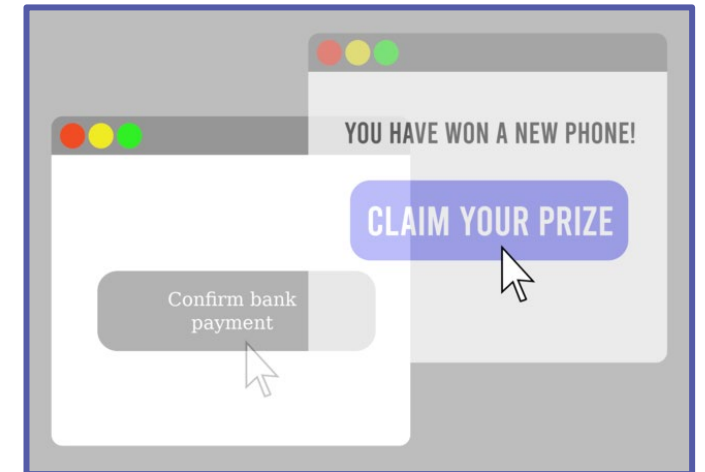 YOU HAVE WON A NEW PHONE!
CLAIM YOUR PRIZE
Confirm bank
payment